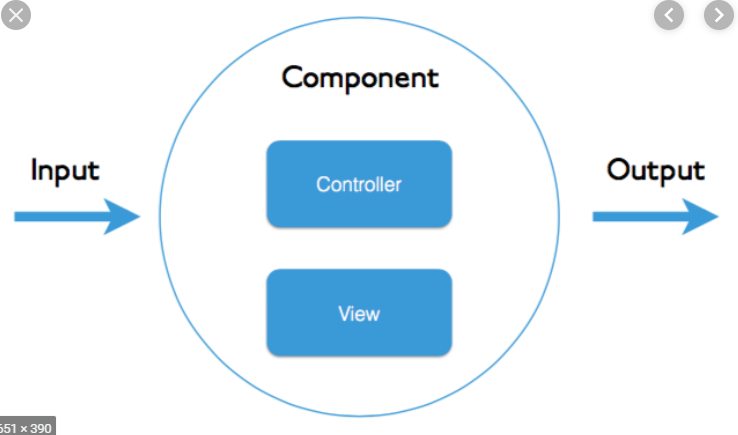 Component
Input
Controller
Output
View
651 × 390